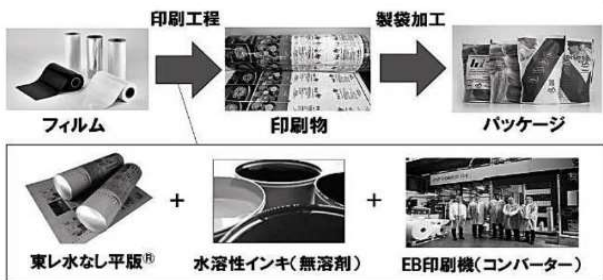 印刷工程
製袋加工
フィルム
印刷物
パッケージ
+
+
東レ水なし平版®
水溶性インキ(無溶剤)
EB印刷機(コンバーター)